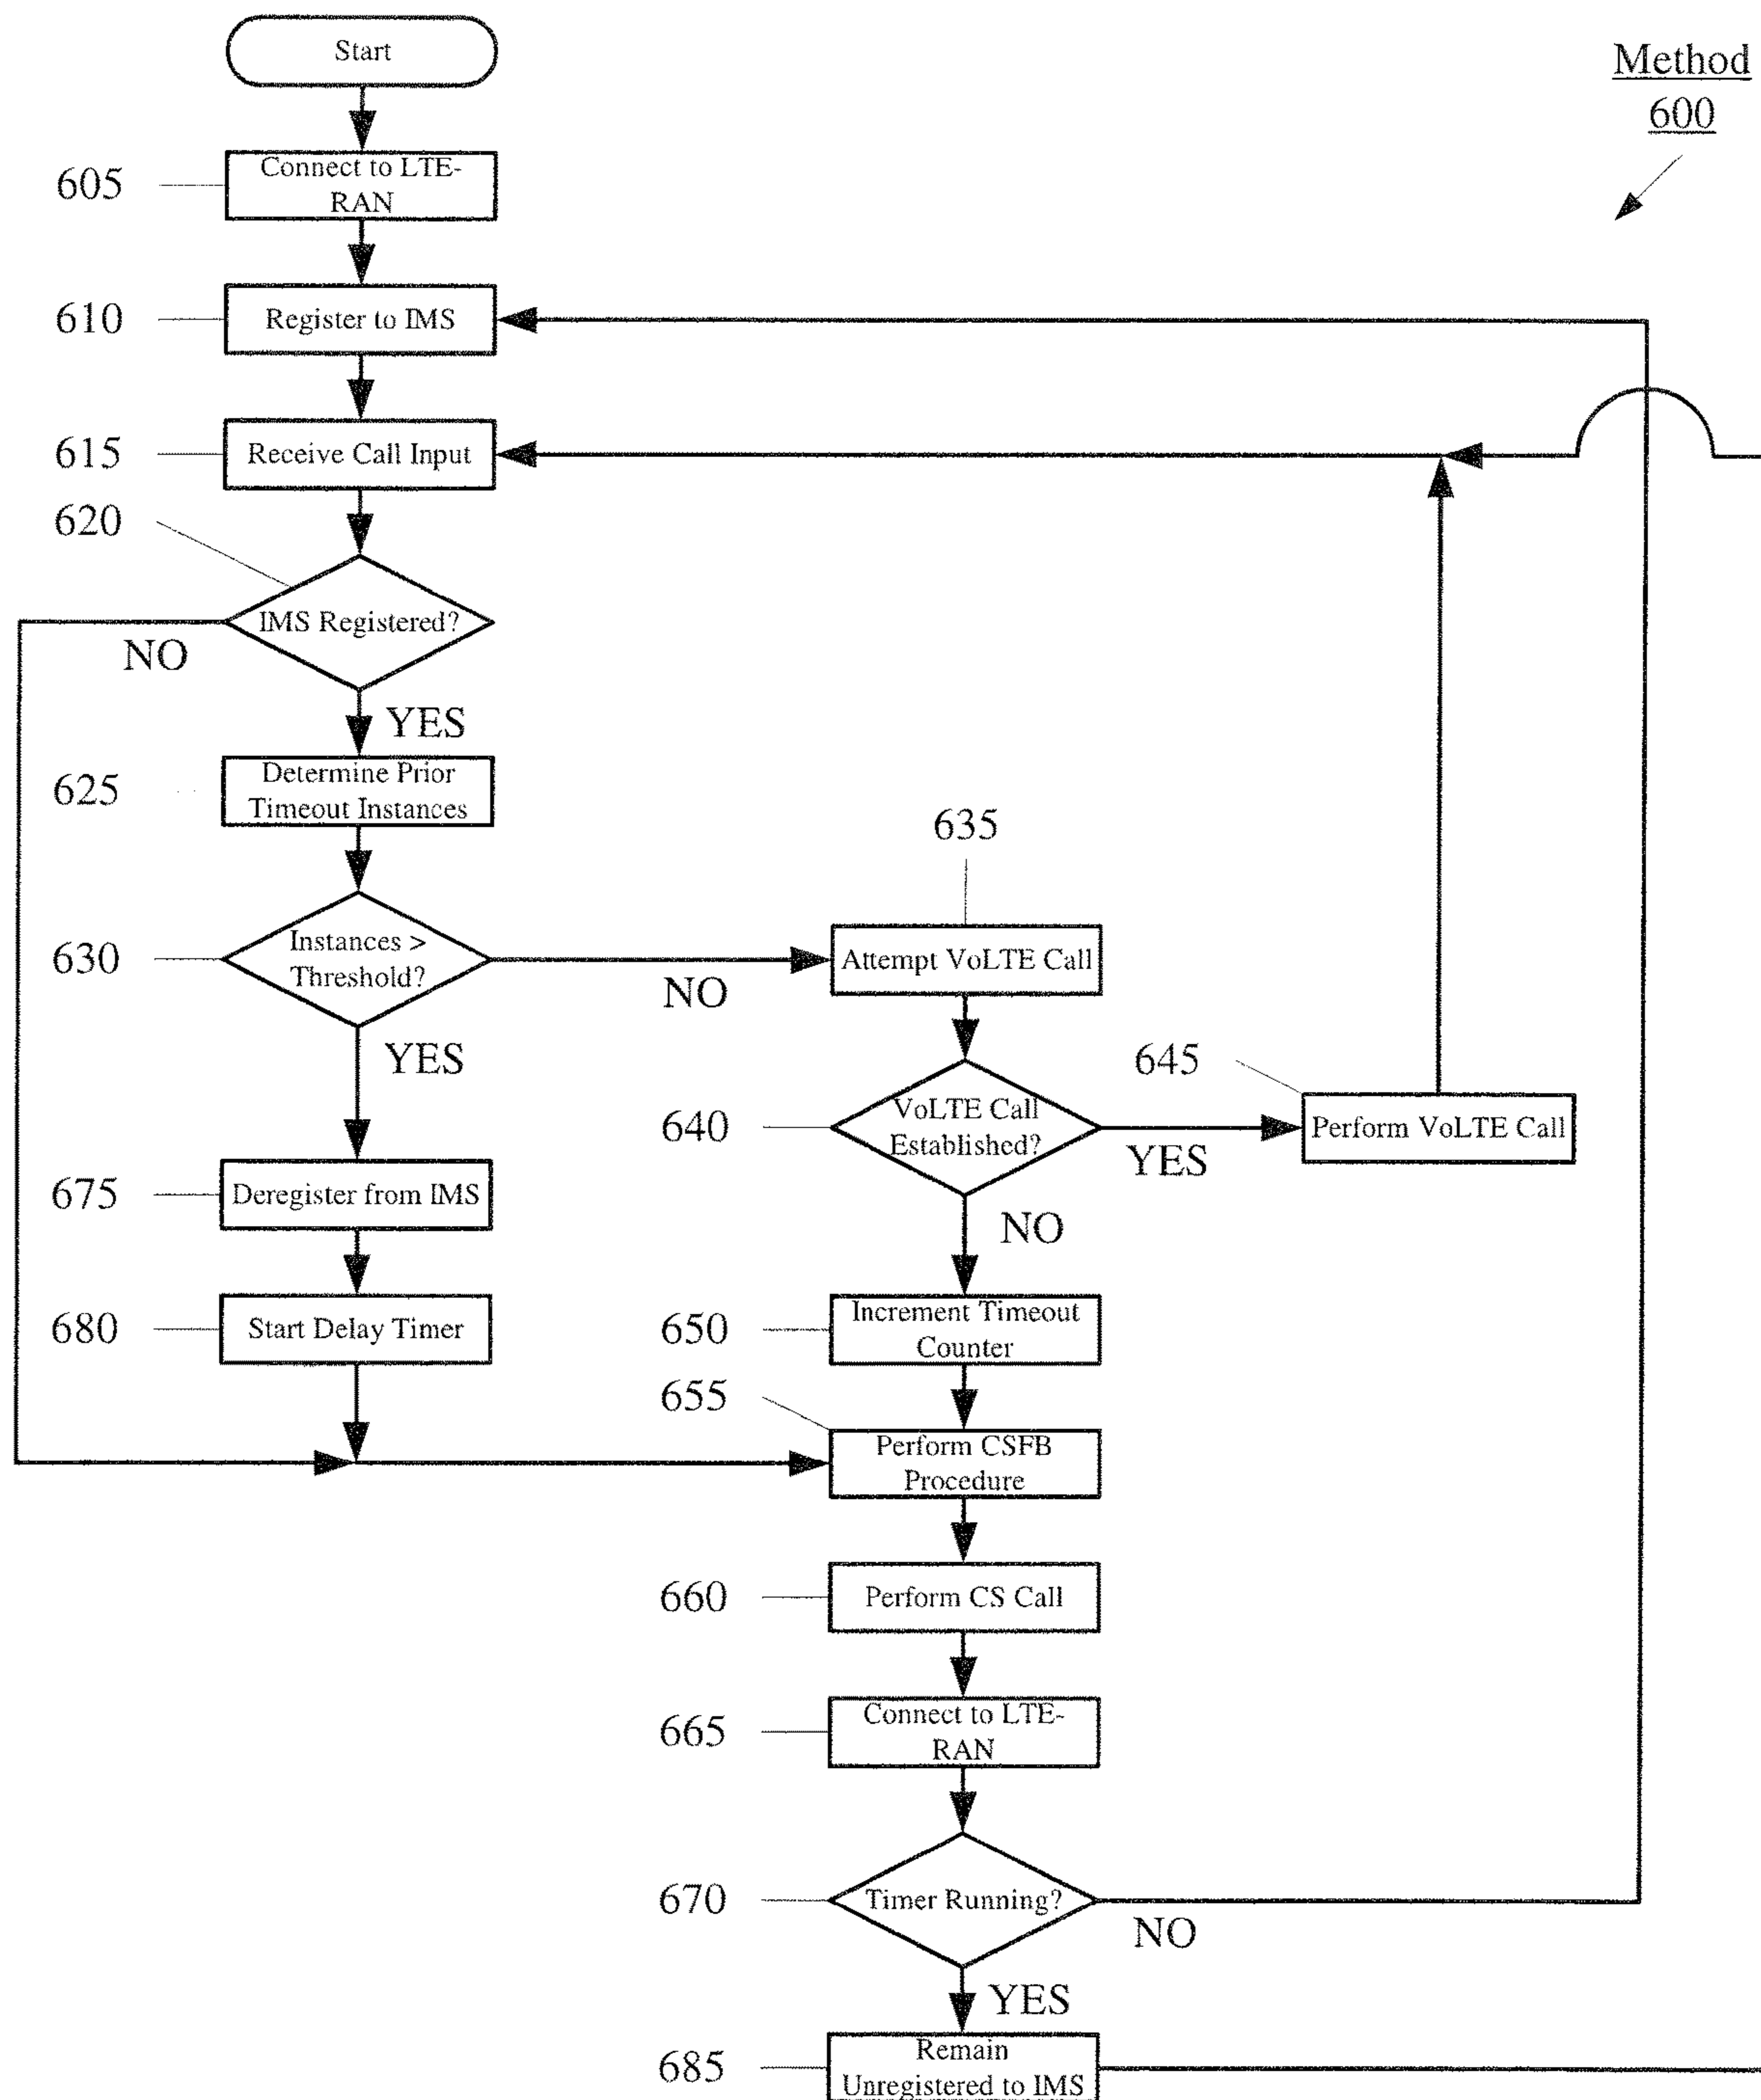 Start
Method
600
605
Connect to LTE-
RAN
610
Register to IMS
615
Receive Call Input
620
IMS Registered?
NO
YES
625
Determine Prior
Timeout Instances
630
Instances >
Threshold?
NO
YES
635
Attempt VoLTE Call
640
VoLTE Call
Established?
YES
NO
645
Perform VoLTE Call
675
Deregister from IMS
680
Start Delay Timer
650
Increment Timeout
Counter
655
Perform CSFB
Procedure
660
Perform CS Call
665
Connect to LTE-
RAN
670
Timer Running?
NO
YES
685
Remain
Unregistered to IMS